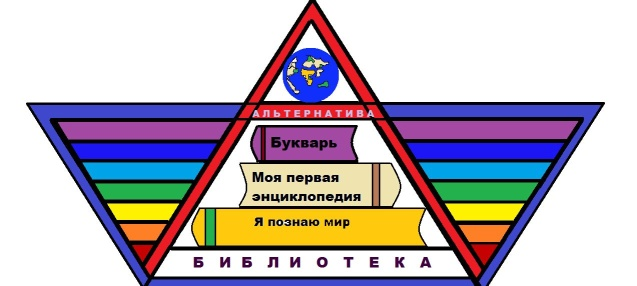 АЛЬТЕРНАТИВА
Букварь
Моя первая
энциклопедия
Я познаю мир
БИБЛИОТЕКА